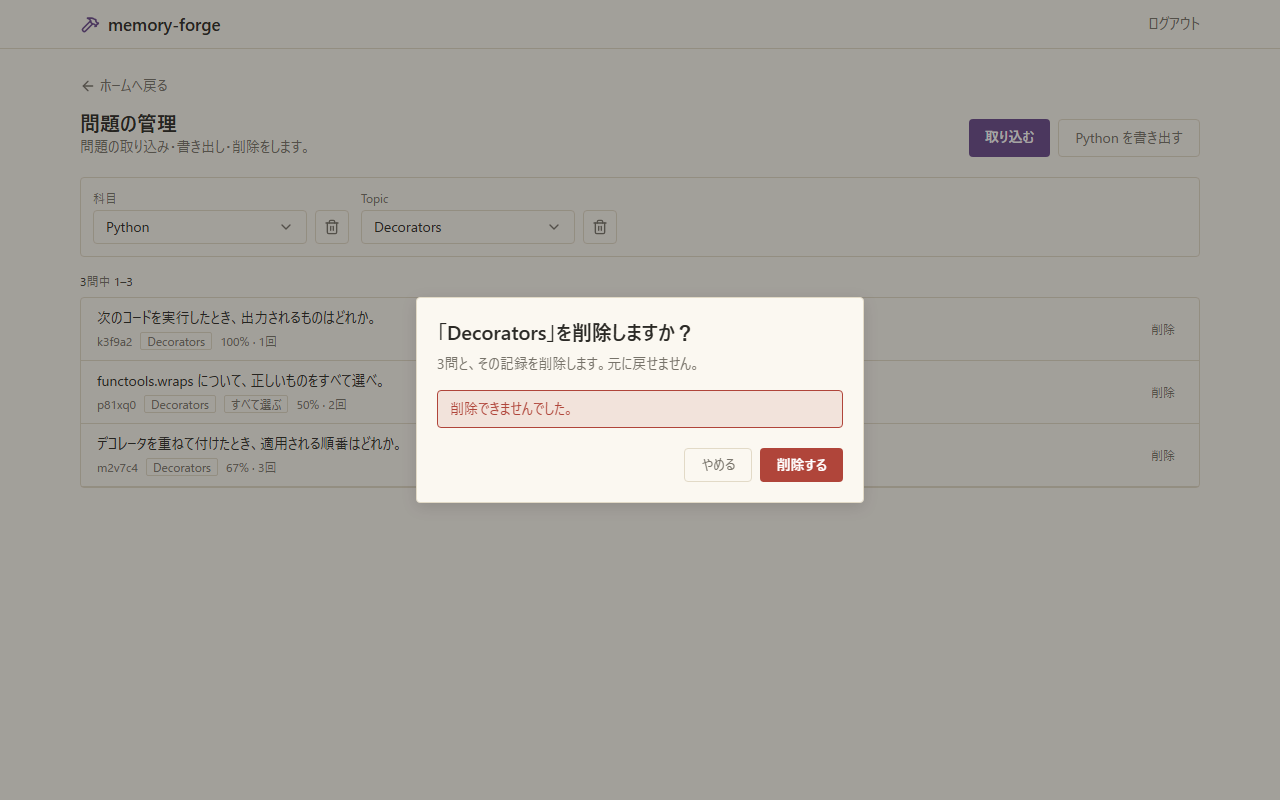 memory-forge
ログアウト
ホームへ戻る
問題の管理
問題の取り込み・書き出し・削除をします。
取り込む
Python を書き出す
科目
Topic
Python
Decorators
3問中 1–3
次のコードを実行したとき、出力されるものはどれか。
k3f9a2 Decorators 100% · 1回
削除
functools.wraps について、正しいものをすべて選べ。
p81xq0 Decorators すべて選ぶ 50% · 2回
削除
デコレータを重ねて付けたとき、適用される順番はどれか。
m2v7c4 Decorators 67% · 3回
削除
「Decorators」を削除しますか？
3問と、その記録を削除します。元に戻せません。
削除できませんでした。
やめる
削除する